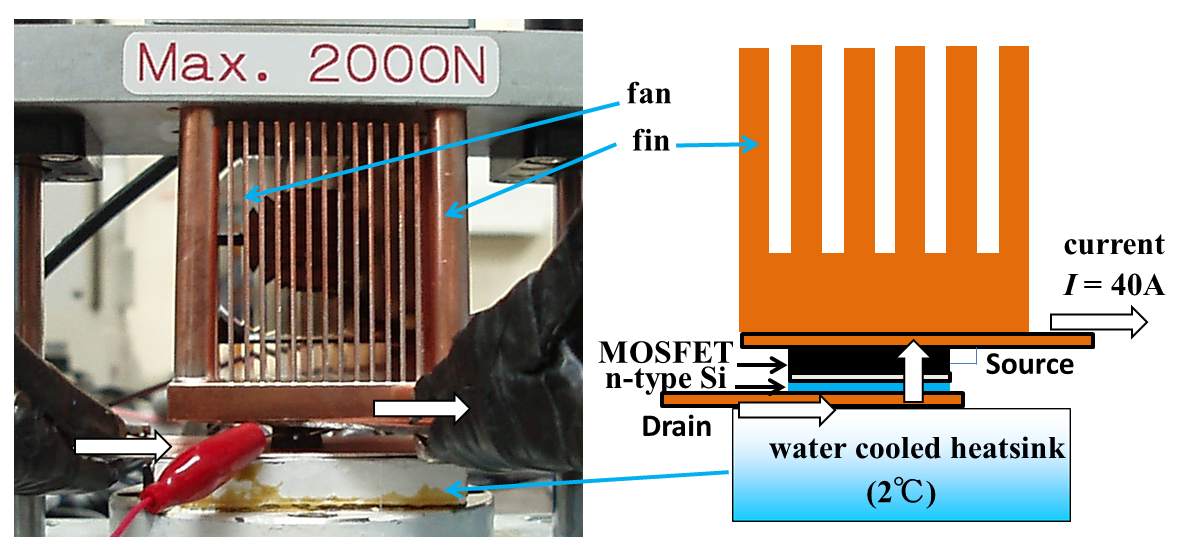 Max. 2000N
fan
fin
current
I = 40A
MOSFET
n-type Si
Source
Drain
water cooled heatsink
(2℃)